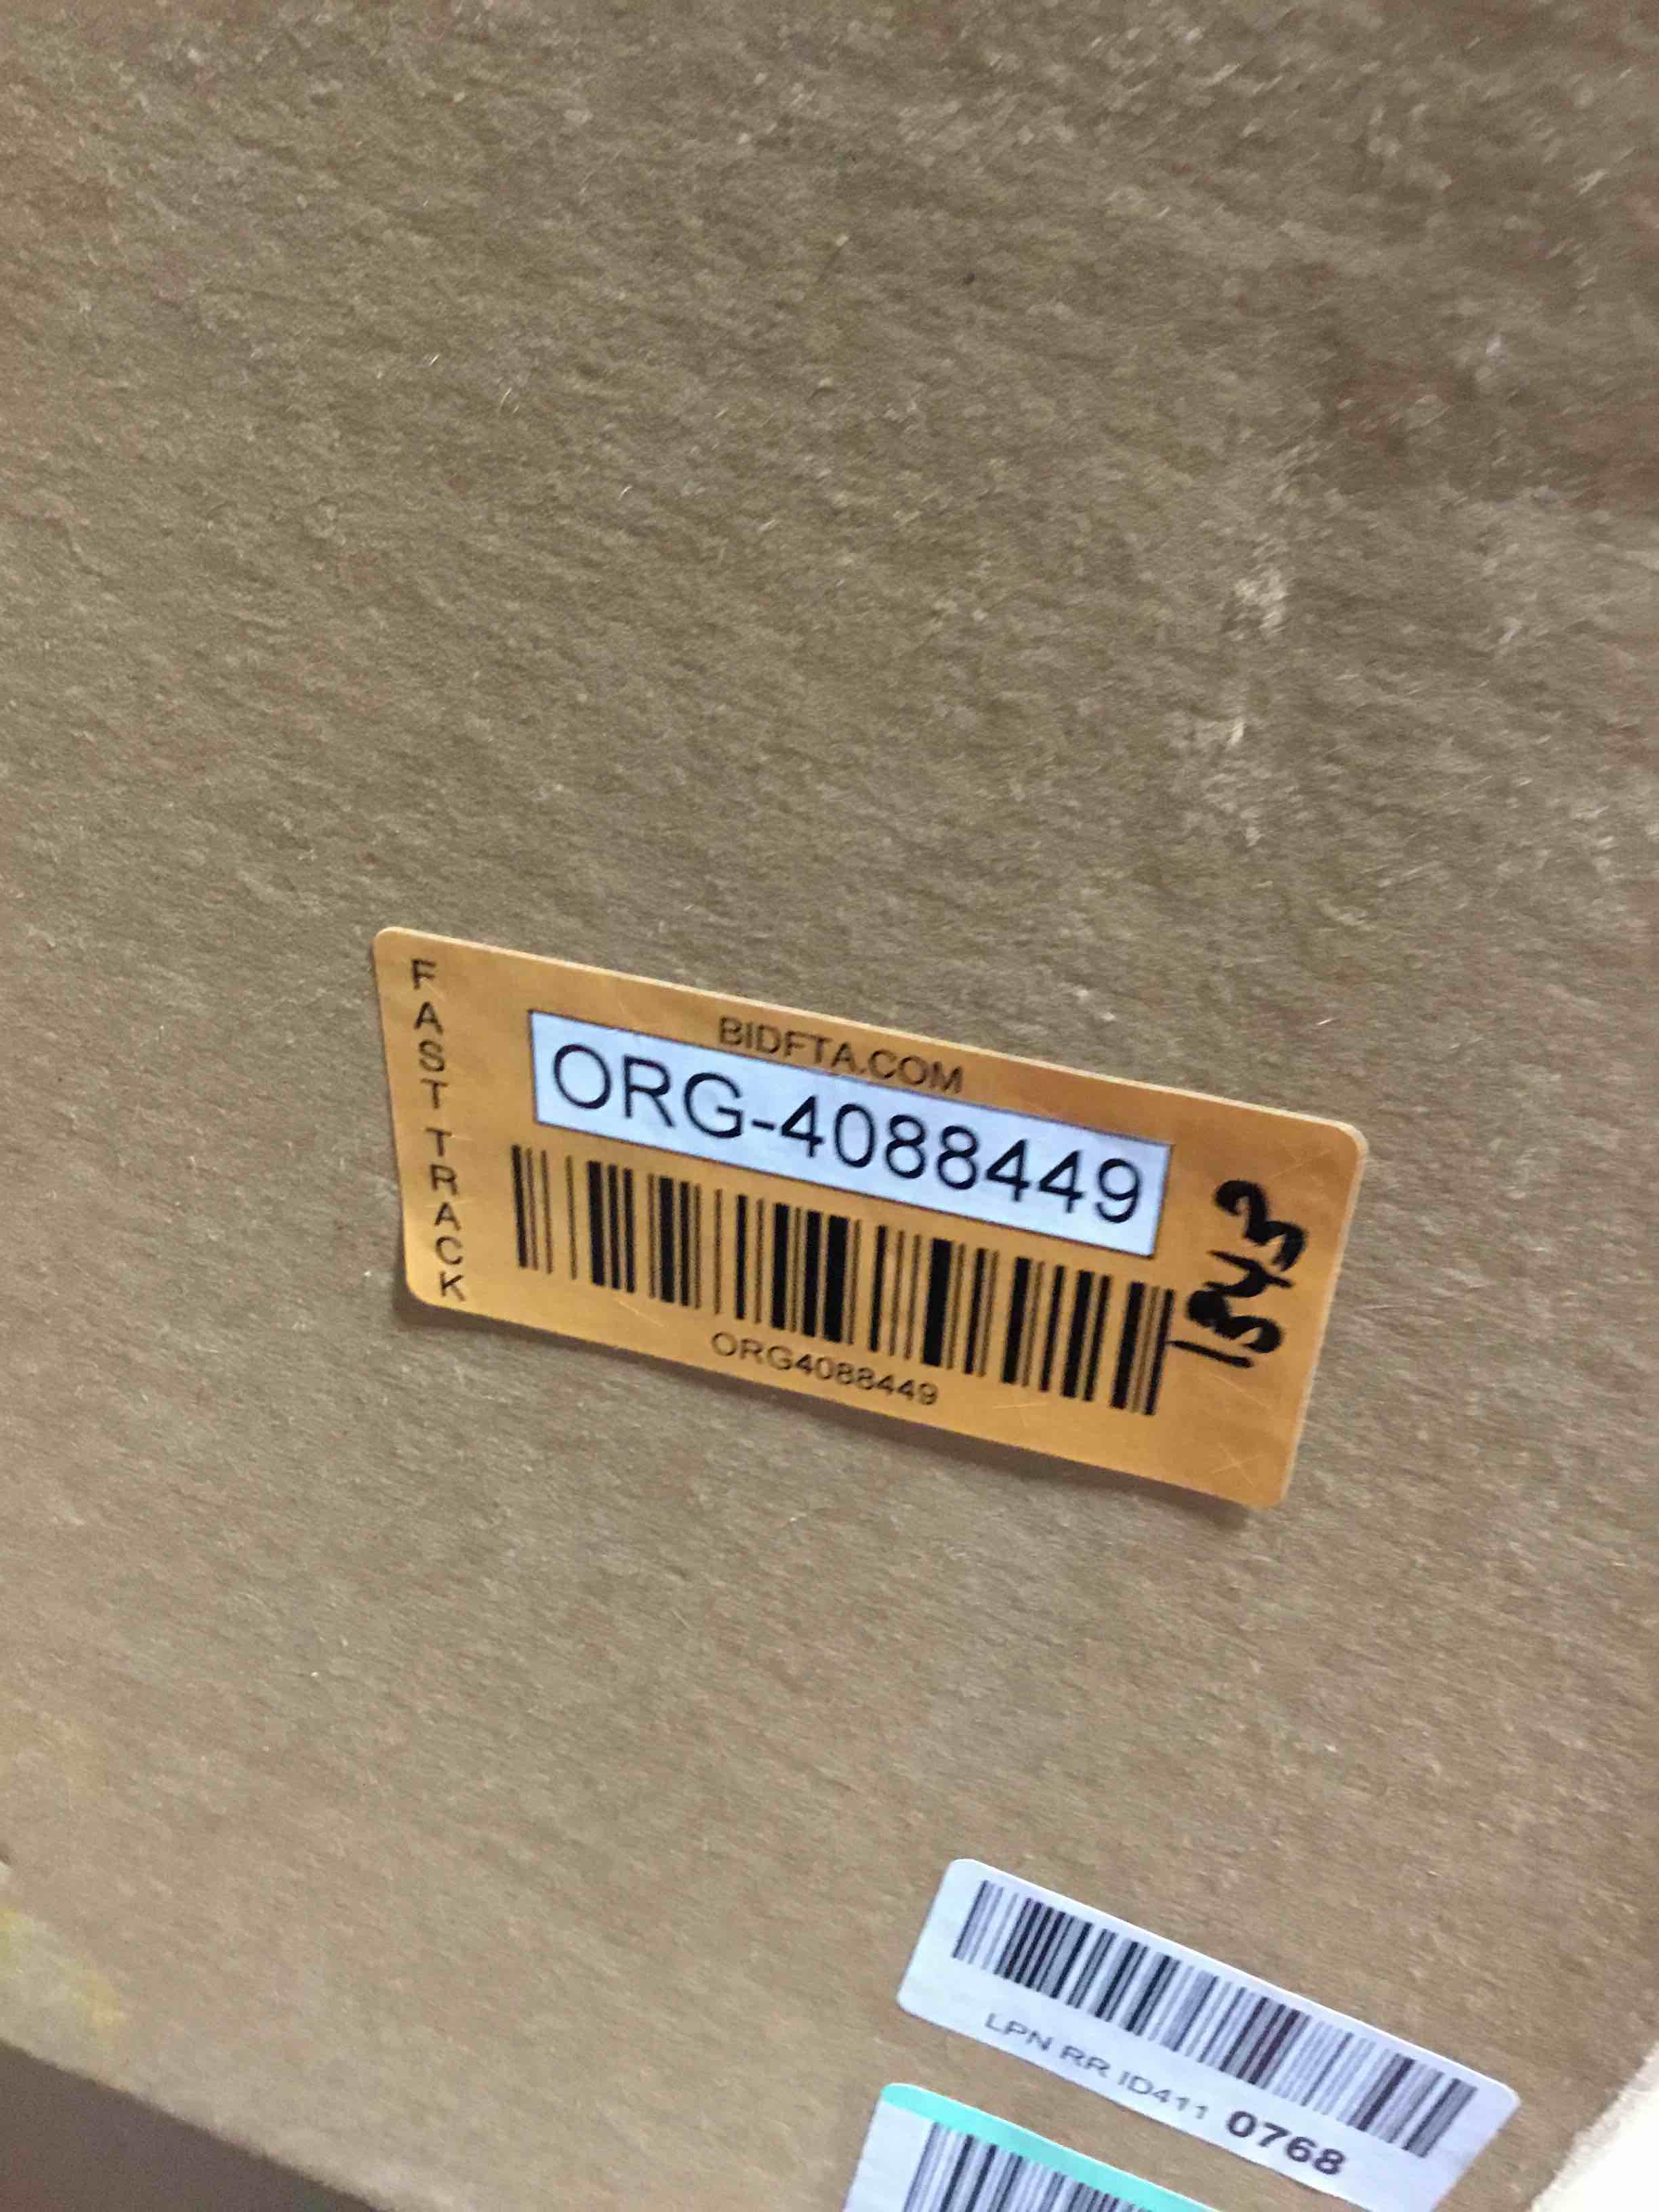 FAST TRACK
BIDFTA.COM
ORG-4088449
ORG4088449
1343
LPN RR ID411 0768